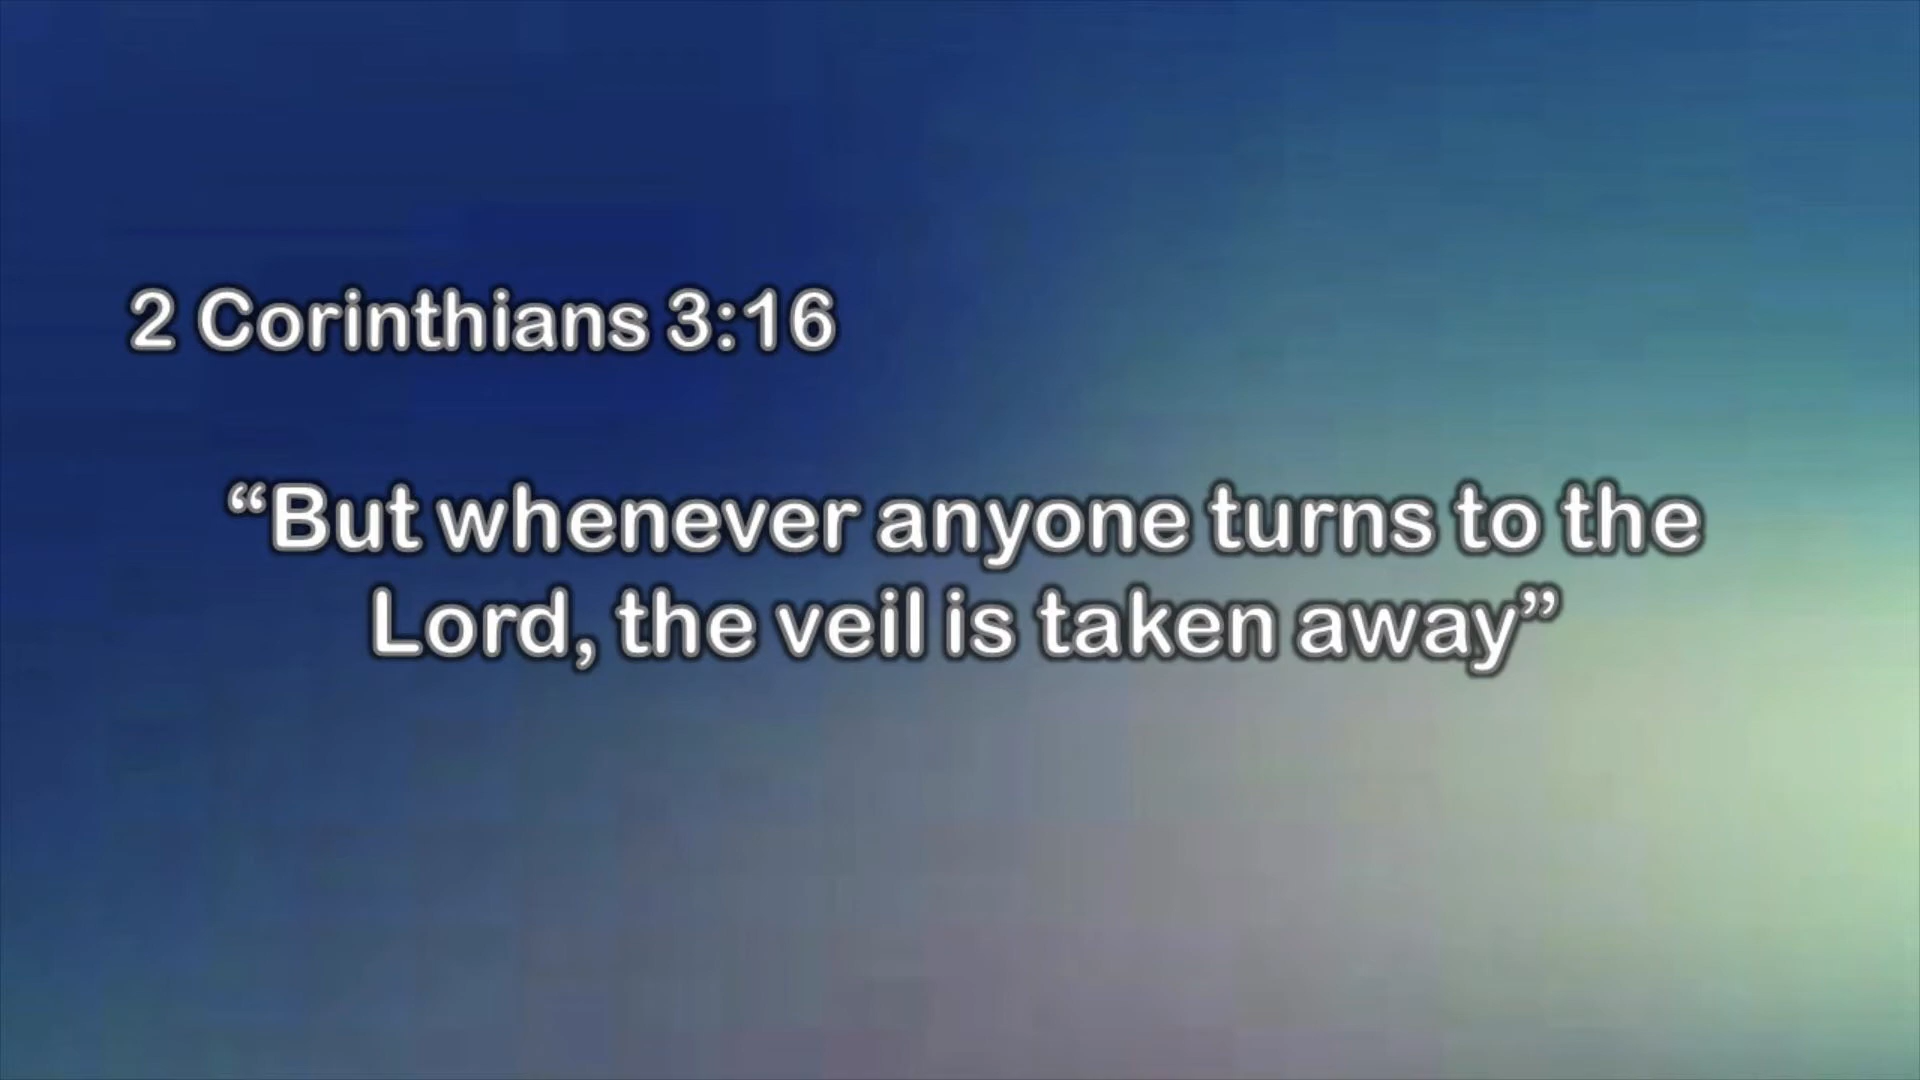 2 Corinthians 3:16
“But whenever anyone turns to the
Lord, the veil is taken away”